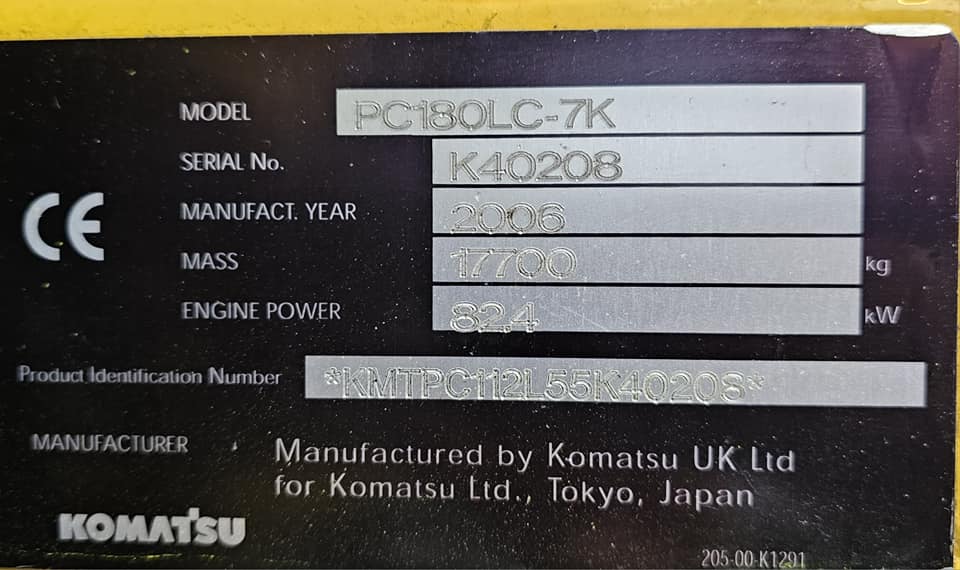 MODEL PC180LC-7K
SERIAL No. K40208
MANUFACT. YEAR 2006
MASS 17700 kg
ENGINE POWER 82.4 kW
Product Identification Number *KMTPC112L55K40208*
MANUFACTURER Manufactured by Komatsu UK Ltd
for Komatsu Ltd., Tokyo, Japan
KOMATSU
205-00-K1291
CE